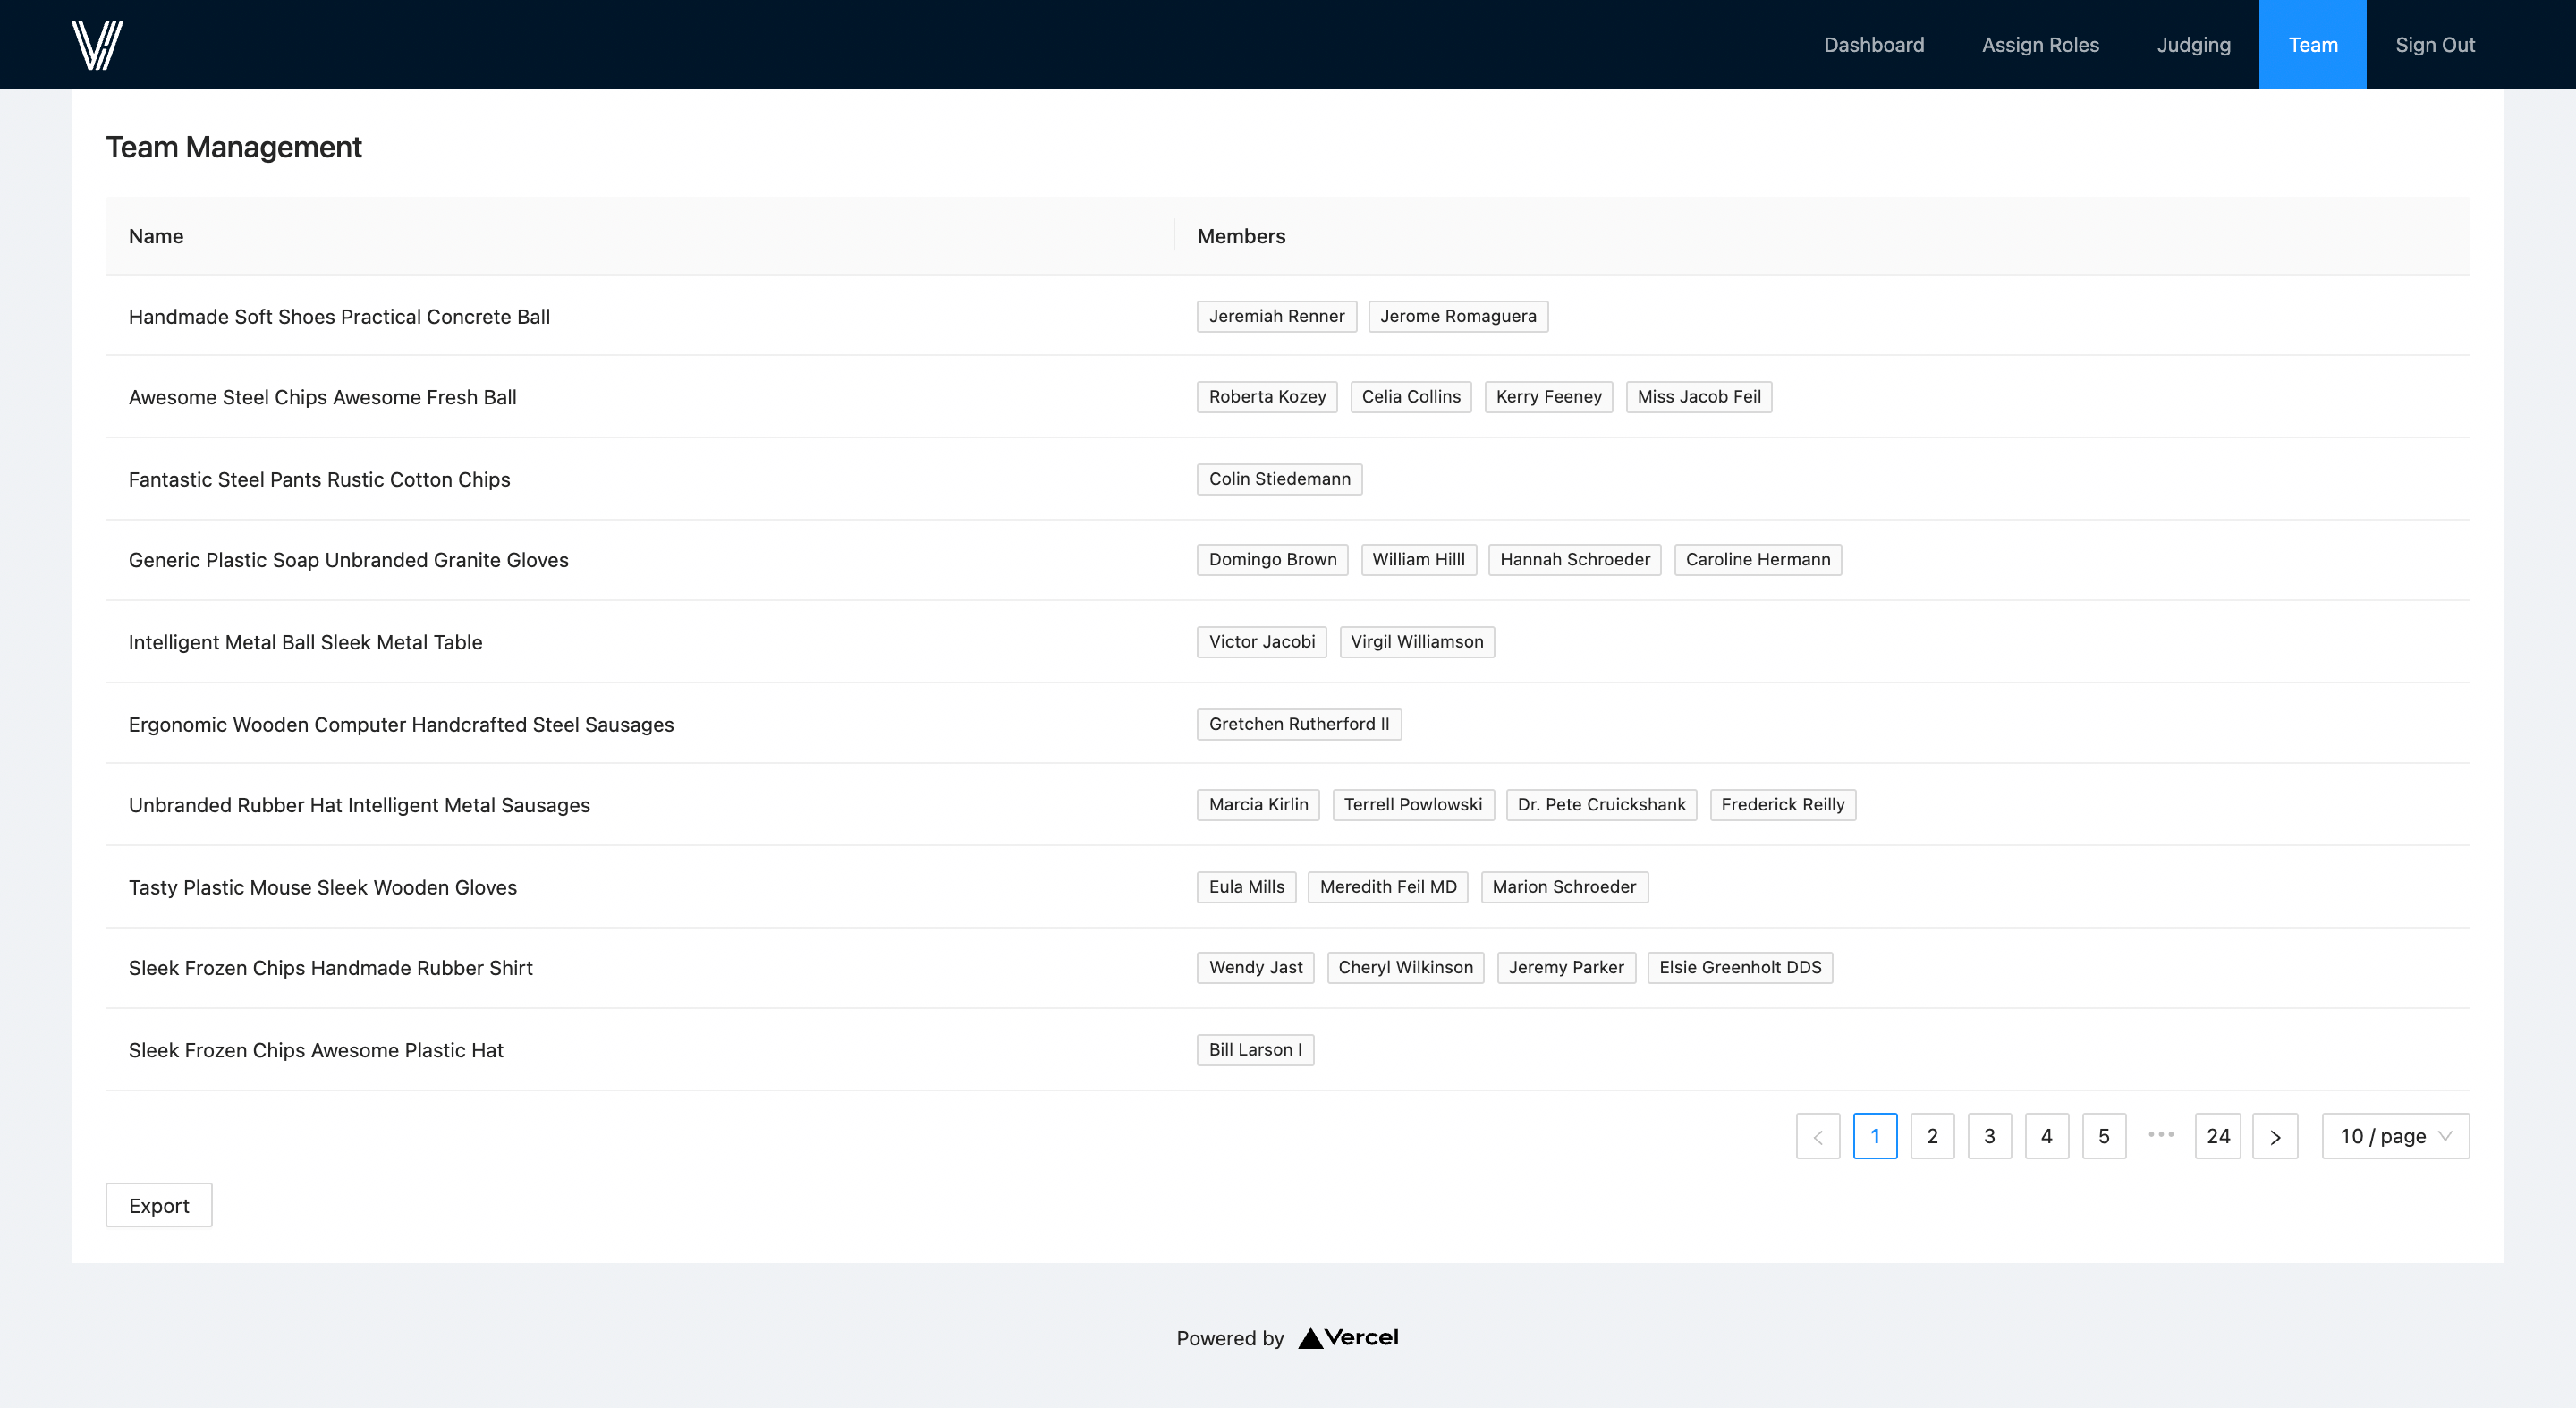 Dashboard Assign Roles Judging Team Sign Out
Team Management
Name Members
Handmade Soft Shoes Practical Concrete Ball Jeremiah Renner Jerome Romaguera
Awesome Steel Chips Awesome Fresh Ball Roberta Kozey Celia Collins Kerry Feeney Miss Jacob Feil
Fantastic Steel Pants Rustic Cotton Chips Colin Stiedemann
Generic Plastic Soap Unbranded Granite Gloves Domingo Brown William Hilll Hannah Schroeder Caroline Hermann
Intelligent Metal Ball Sleek Metal Table Victor Jacobi Virgil Williamson
Ergonomic Wooden Computer Handcrafted Steel Sausages Gretchen Rutherford II
Unbranded Rubber Hat Intelligent Metal Sausages Marcia Kirlin Terrell Powlowski Dr. Pete Cruickshank Frederick Reilly
Tasty Plastic Mouse Sleek Wooden Gloves Eula Mills Meredith Feil MD Marion Schroeder
Sleek Frozen Chips Handmade Rubber Shirt Wendy Jast Cheryl Wilkinson Jeremy Parker Elsie Greenholt DDS
Sleek Frozen Chips Awesome Plastic Hat Bill Larson I
< 1 2 3 4 5 ••• 24 > 10 / page
Export
Powered by Vercel